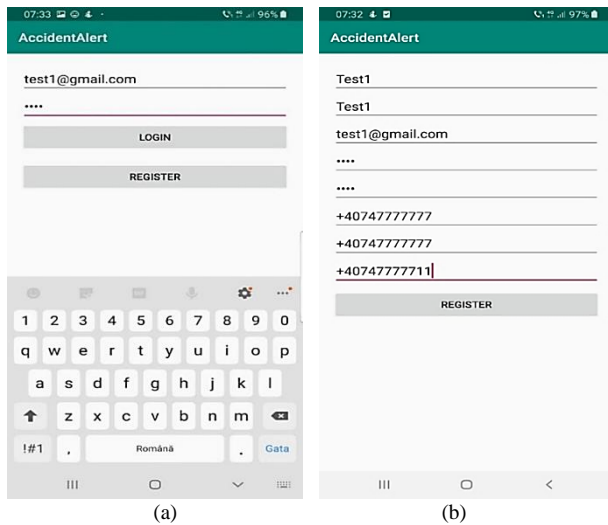 07:33 96%
AccidentAlert
test1@gmail.com
••••
LOGIN
REGISTER
1 2 3 4 5 6 7 8 9 0
q w e r t y u i o p
a s d f g h j k l
z x c v b n m
!#1 , Română . Gata
(a)
07:32 97%
AccidentAlert
Test1
Test1
test1@gmail.com
••••
••••
+40747777777
+40747777777
+40747777711
REGISTER
(b)